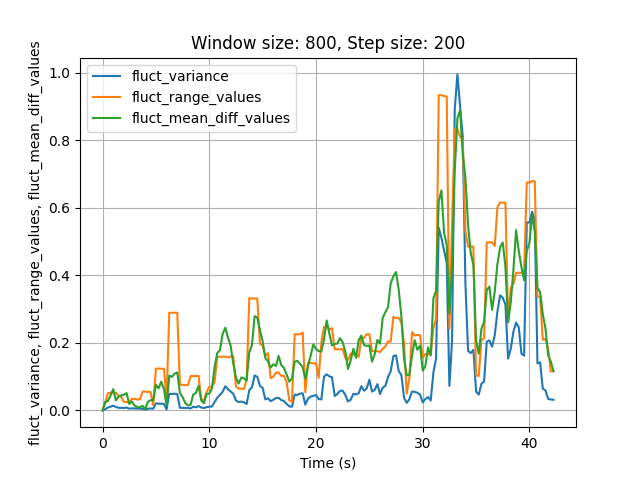 Window size: 800, Step size: 200
fluct_variance, fluct_range_values, fluct_mean_diff_values
1.0
0.8
0.6
0.4
0.2
0.0
fluct_variance
fluct_range_values
fluct_mean_diff_values
0 10 20 30 40
Time (s)